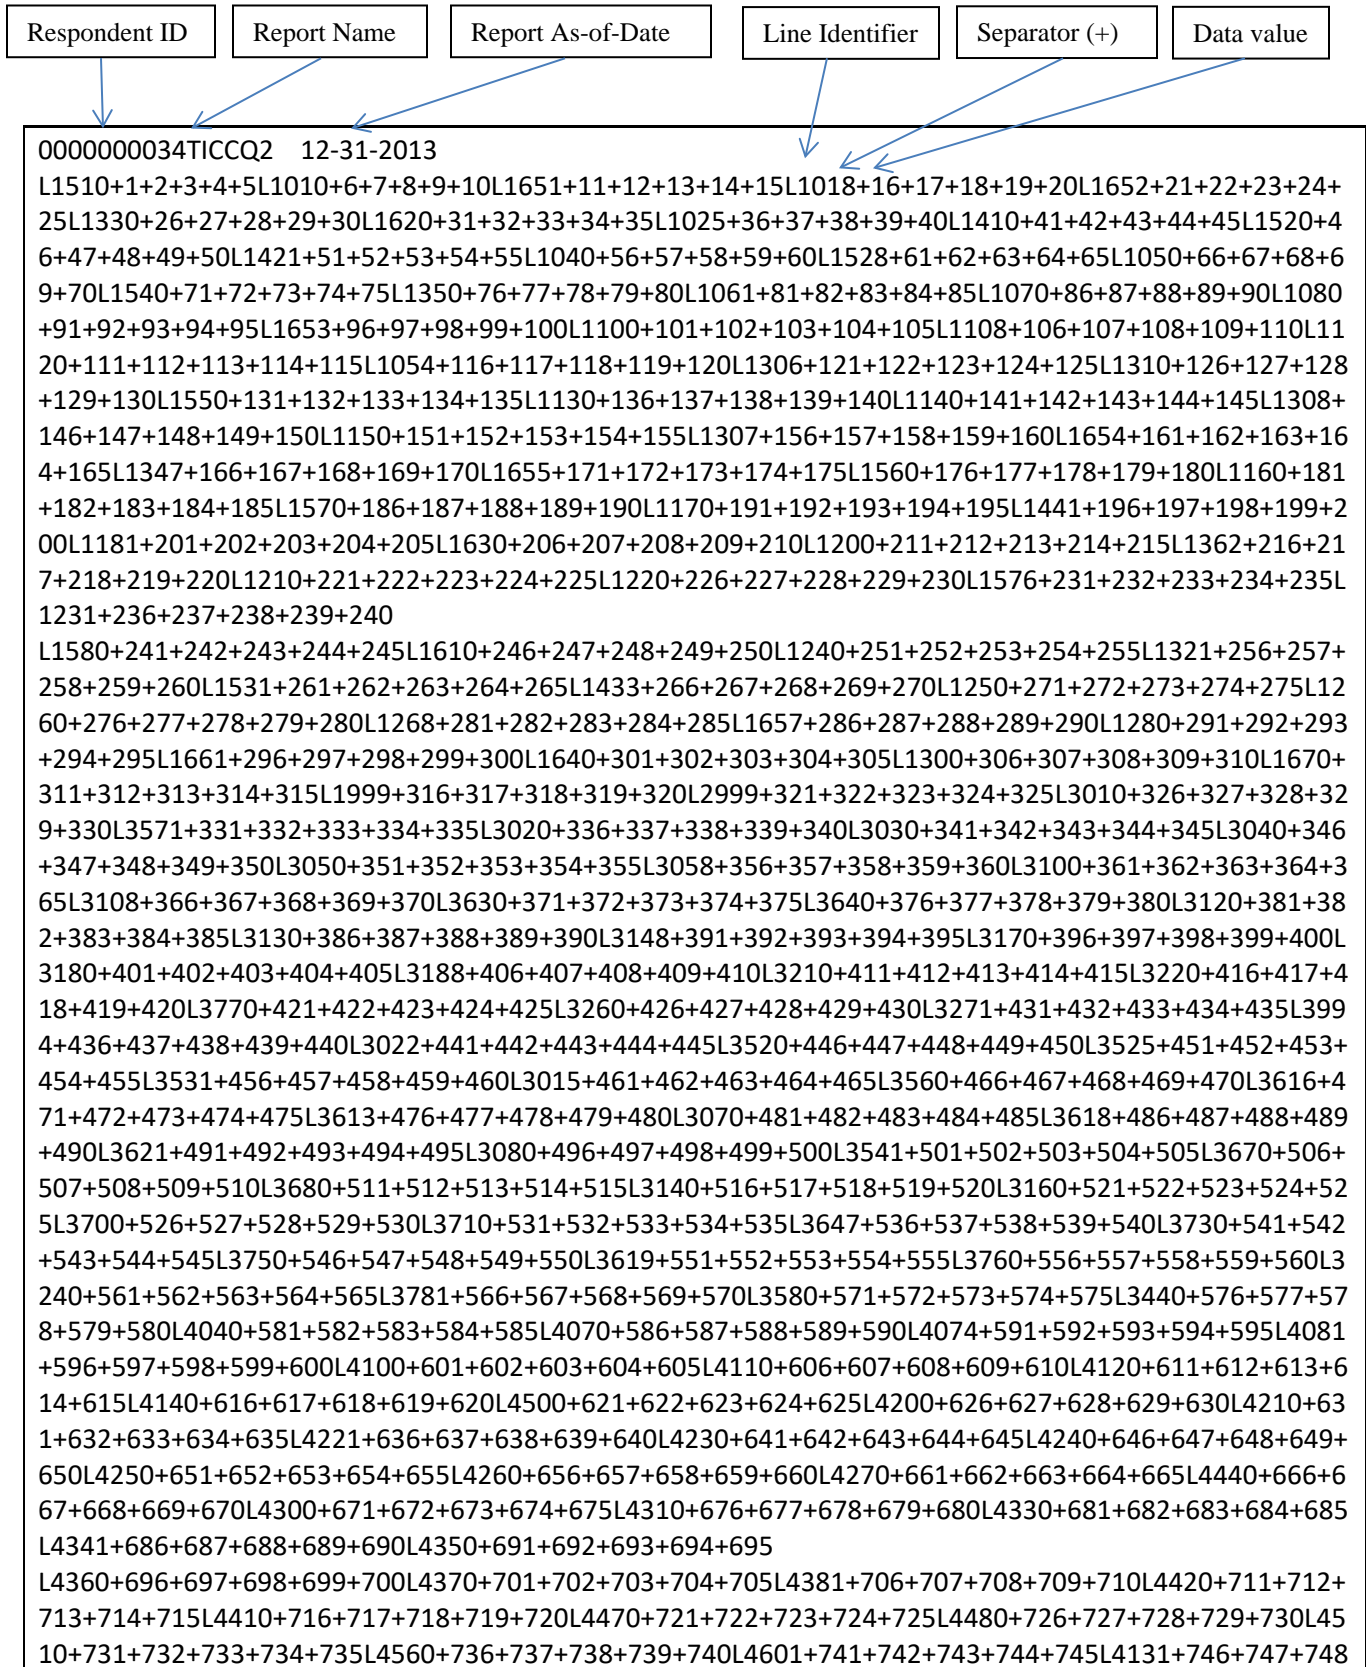 Respondent ID
Report Name
Report As-of-Date
Line Identifier
Separator (+)
Data value
0000000034TICCQ2    12-31-2013
L1510+1+2+3+4+5L1010+6+7+8+9+10L1651+11+12+13+14+15L1018+16+17+18+19+20L1652+21+22+23+24+
25L1330+26+27+28+29+30L1620+31+32+33+34+35L1025+36+37+38+39+40L1410+41+42+43+44+45L1520+4
6+47+48+49+50L1421+51+52+53+54+55L1040+56+57+58+59+60L1528+61+62+63+64+65L1050+66+67+68+6
9+70L1540+71+72+73+74+75L1350+76+77+78+79+80L1061+81+82+83+84+85L1070+86+87+88+89+90L1080
+91+92+93+94+95L1653+96+97+98+99+100L1100+101+102+103+104+105L1108+106+107+108+109+110L11
20+111+112+113+114+115L1054+116+117+118+119+120L1306+121+122+123+124+125L1310+126+127+128
+129+130L1550+131+132+133+134+135L1130+136+137+138+139+140L1140+141+142+143+144+145L1308+
146+147+148+149+150L1150+151+152+153+154+155L1307+156+157+158+159+160L1654+161+162+163+16
4+165L1347+166+167+168+169+170L1655+171+172+173+174+175L1560+176+177+178+179+180L1160+181
+182+183+184+185L1570+186+187+188+189+190L1170+191+192+193+194+195L1441+196+197+198+199+2
00L1181+201+202+203+204+205L1630+206+207+208+209+210L1200+211+212+213+214+215L1362+216+21
7+218+219+220L1210+221+222+223+224+225L1220+226+227+228+229+230L1576+231+232+233+234+235L
1231+236+237+238+239+240
L1580+241+242+243+244+245L1610+246+247+248+249+250L1240+251+252+253+254+255L1321+256+257+
258+259+260L1531+261+262+263+264+265L1433+266+267+268+269+270L1250+271+272+273+274+275L12
60+276+277+278+279+280L1268+281+282+283+284+285L1657+286+287+288+289+290L1280+291+292+293
+294+295L1661+296+297+298+299+300L1640+301+302+303+304+305L1300+306+307+308+309+310L1670+
311+312+313+314+315L1999+316+317+318+319+320L2999+321+322+323+324+325L3010+326+327+328+32
9+330L3571+331+332+333+334+335L3020+336+337+338+339+340L3030+341+342+343+344+345L3040+346
+347+348+349+350L3050+351+352+353+354+355L3058+356+357+358+359+360L3100+361+362+363+364+3
65L3108+366+367+368+369+370L3630+371+372+373+374+375L3640+376+377+378+379+380L3120+381+38
2+383+384+385L3130+386+387+388+389+390L3148+391+392+393+394+395L3170+396+397+398+399+400L
3180+401+402+403+404+405L3188+406+407+408+409+410L3210+411+412+413+414+415L3220+416+417+4
18+419+420L3770+421+422+423+424+425L3260+426+427+428+429+430L3271+431+432+433+434+435L399
4+436+437+438+439+440L3022+441+442+443+444+445L3520+446+447+448+449+450L3525+451+452+453+
454+455L3531+456+457+458+459+460L3015+461+462+463+464+465L3560+466+467+468+469+470L3616+4
71+472+473+474+475L3613+476+477+478+479+480L3070+481+482+483+484+485L3618+486+487+488+489
+490L3621+491+492+493+494+495L3080+496+497+498+499+500L3541+501+502+503+504+505L3670+506+
507+508+509+510L3680+511+512+513+514+515L3140+516+517+518+519+520L3160+521+522+523+524+52
5L3700+526+527+528+529+530L3710+531+532+533+534+535L3647+536+537+538+539+540L3730+541+542
+543+544+545L3750+546+547+548+549+550L3619+551+552+553+554+555L3760+556+557+558+559+560L3
240+561+562+563+564+565L3781+566+567+568+569+570L3580+571+572+573+574+575L3440+576+577+57
8+579+580L4040+581+582+583+584+585L4070+586+587+588+589+590L4074+591+592+593+594+595L4081
+596+597+598+599+600L4100+601+602+603+604+605L4110+606+607+608+609+610L4120+611+612+613+6
14+615L4140+616+617+618+619+620L4500+621+622+623+624+625L4200+626+627+628+629+630L4210+63
1+632+633+634+635L4221+636+637+638+639+640L4230+641+642+643+644+645L4240+646+647+648+649+
650L4250+651+652+653+654+655L4260+656+657+658+659+660L4270+661+662+663+664+665L4440+666+6
67+668+669+670L4300+671+672+673+674+675L4310+676+677+678+679+680L4330+681+682+683+684+685
L4341+686+687+688+689+690L4350+691+692+693+694+695
L4360+696+697+698+699+700L4370+701+702+703+704+705L4381+706+707+708+709+710L4420+711+712+
713+714+715L4410+716+717+718+719+720L4470+721+722+723+724+725L4480+726+727+728+729+730L45
10+731+732+733+734+735L4560+736+737+738+739+740L4601+741+742+743+744+745L4131+746+747+748